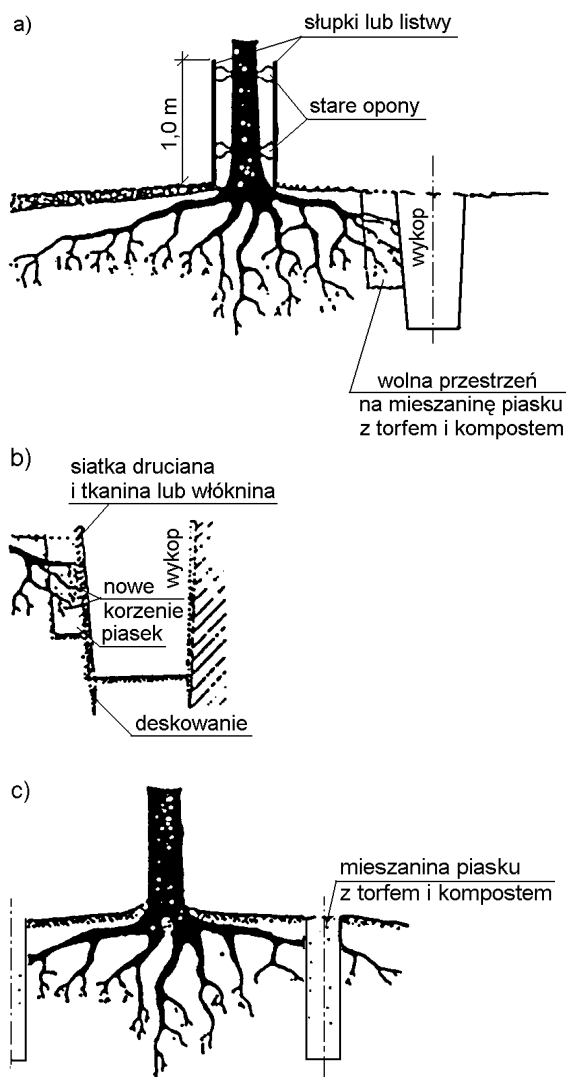 a)
słupki lub listwy
stare opony
1,0 m
wykop
wolna przestrzeń
na mieszaninę piasku
z torfem i kompostem
b)
siatka druciana
i tkanina lub włóknina
wykop
nowe
korzenie
piasek
deskowanie
c)
mieszanina piasku
z torfem i kompostem